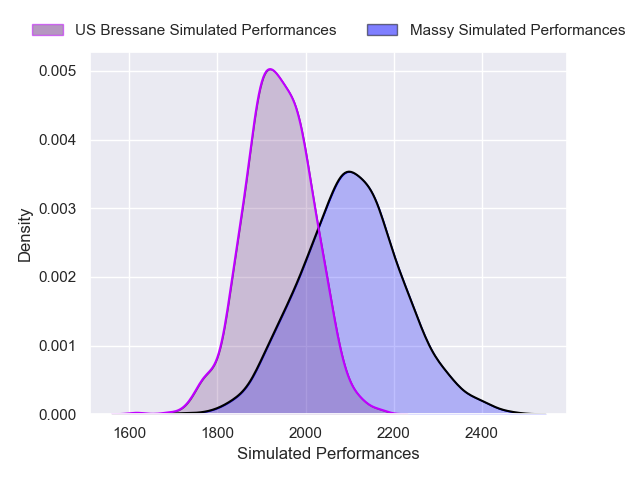 US Bressane Simulated Performances Massy Simulated Performances
0.005
0.004
0.003
0.002
0.001
0.000
Density
1600 1800 2000 2200 2400
Simulated Performances